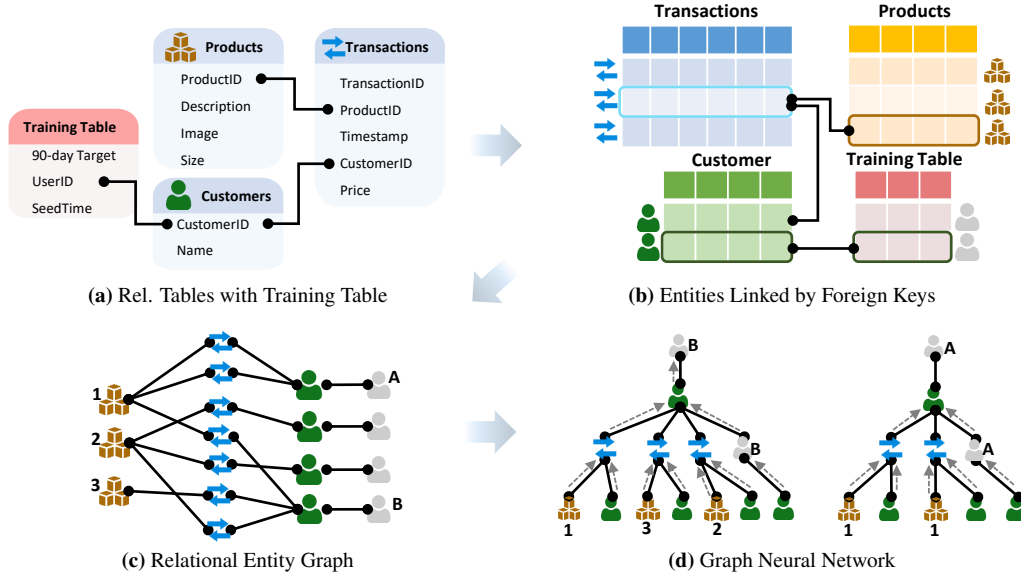 Products
ProductID
Description
Image
Size
Transactions
TransactionID
ProductID
Timestamp
CustomerID
Price
Training Table
90-day Target
UserID
SeedTime
Customers
CustomerID
Name
(a) Rel. Tables with Training Table
Transactions
Products
Customer
Training Table
(b) Entities Linked by Foreign Keys
1
2
3
A
B
(c) Relational Entity Graph
B
B
1
3
2
A
A
1
1
(d) Graph Neural Network